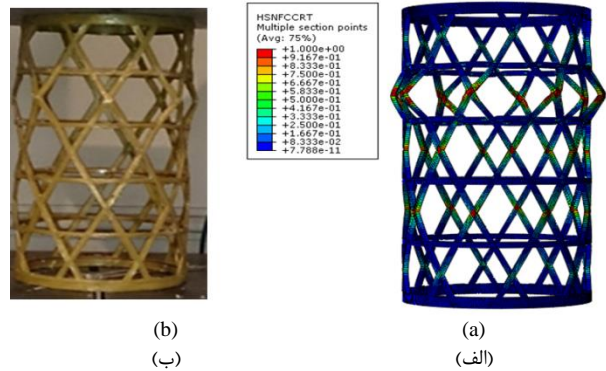 HSNFCCRT
Multiple section points
(Avg: 75%)
+1.000e+00
+9.167e-01
+8.333e-01
+7.500e-01
+6.667e-01
+5.833e-01
+5.000e-01
+4.167e-01
+3.333e-01
+2.500e-01
+1.667e-01
+8.333e-02
+7.788e-11
(b) (a)
(ب) (الف)